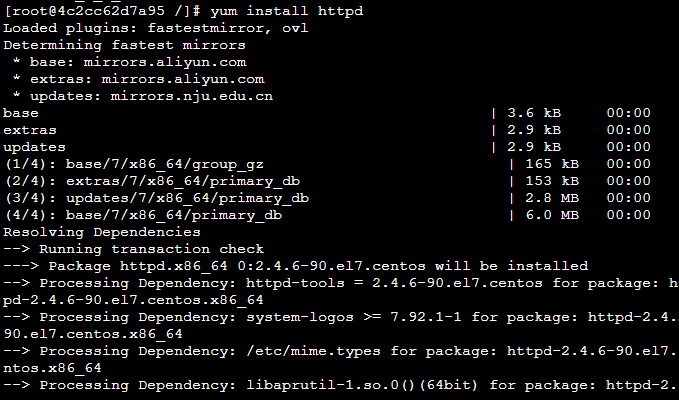 [root@4c2cc62d7a95 /]# yum install httpd
Loaded plugins: fastestmirror, ovl
Determining fastest mirrors
 * base: mirrors.aliyun.com
 * extras: mirrors.aliyun.com
 * updates: mirrors.nju.edu.cn
base | 3.6 kB 00:00
extras | 2.9 kB 00:00
updates | 2.9 kB 00:00
(1/4): base/7/x86_64/group_gz | 165 kB 00:00
(2/4): extras/7/x86_64/primary_db | 153 kB 00:00
(3/4): updates/7/x86_64/primary_db | 2.8 MB 00:00
(4/4): base/7/x86_64/primary_db | 6.0 MB 00:00
Resolving Dependencies
--> Running transaction check
---> Package httpd.x86_64 0:2.4.6-90.el7.centos will be installed
--> Processing Dependency: httpd-tools = 2.4.6-90.el7.centos for package: h
pd-2.4.6-90.el7.centos.x86_64
--> Processing Dependency: system-logos >= 7.92.1-1 for package: httpd-2.4.
90.el7.centos.x86_64
--> Processing Dependency: /etc/mime.types for package: httpd-2.4.6-90.el7.
ntos.x86_64
--> Processing Dependency: libaprutil-1.so.0()(64bit) for package: httpd-2.